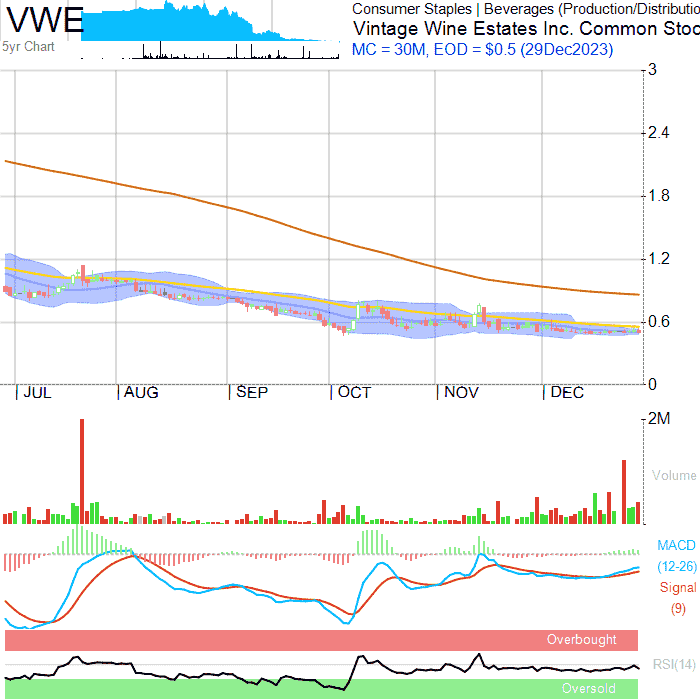 VWE
5yr Chart
Consumer Staples | Beverages (Production/Distributio
Vintage Wine Estates Inc. Common Stoc
MC = 30M, EOD = $0.5 (29Dec2023)
3
2.4
1.8
1.2
0.6
0
JUL AUG SEP OCT NOV DEC
2M
Volume
MACD
(12-26)
Signal
(9)
Overbought
RSI(14)
Oversold